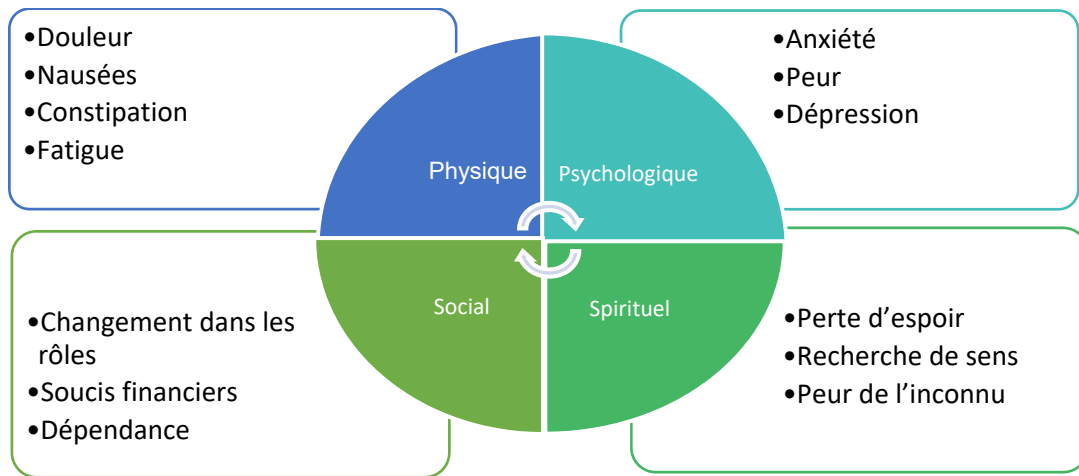 •Douleur
•Nausées
•Constipation
•Fatigue
Physique
Psychologique
•Anxiété
•Peur
•Dépression
Social
•Changement dans les
rôles
•Soucis financiers
•Dépendance
Spirituel
•Perte d’espoir
•Recherche de sens
•Peur de l’inconnu